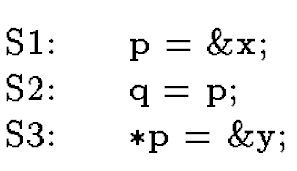 S1: p = &x;
S2: q = p;
S3: *p = &y;